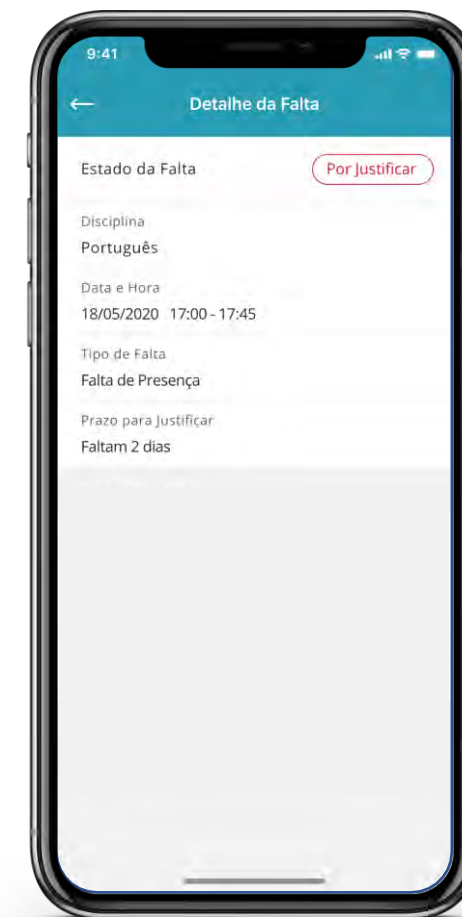 9:41
Detalhe da Falta
Estado da Falta Por Justificar
Disciplina
Português
Data e Hora
18/05/2020 17:00 - 17:45
Tipo de Falta
Falta de Presença
Prazo para Justificar
Faltam 2 dias